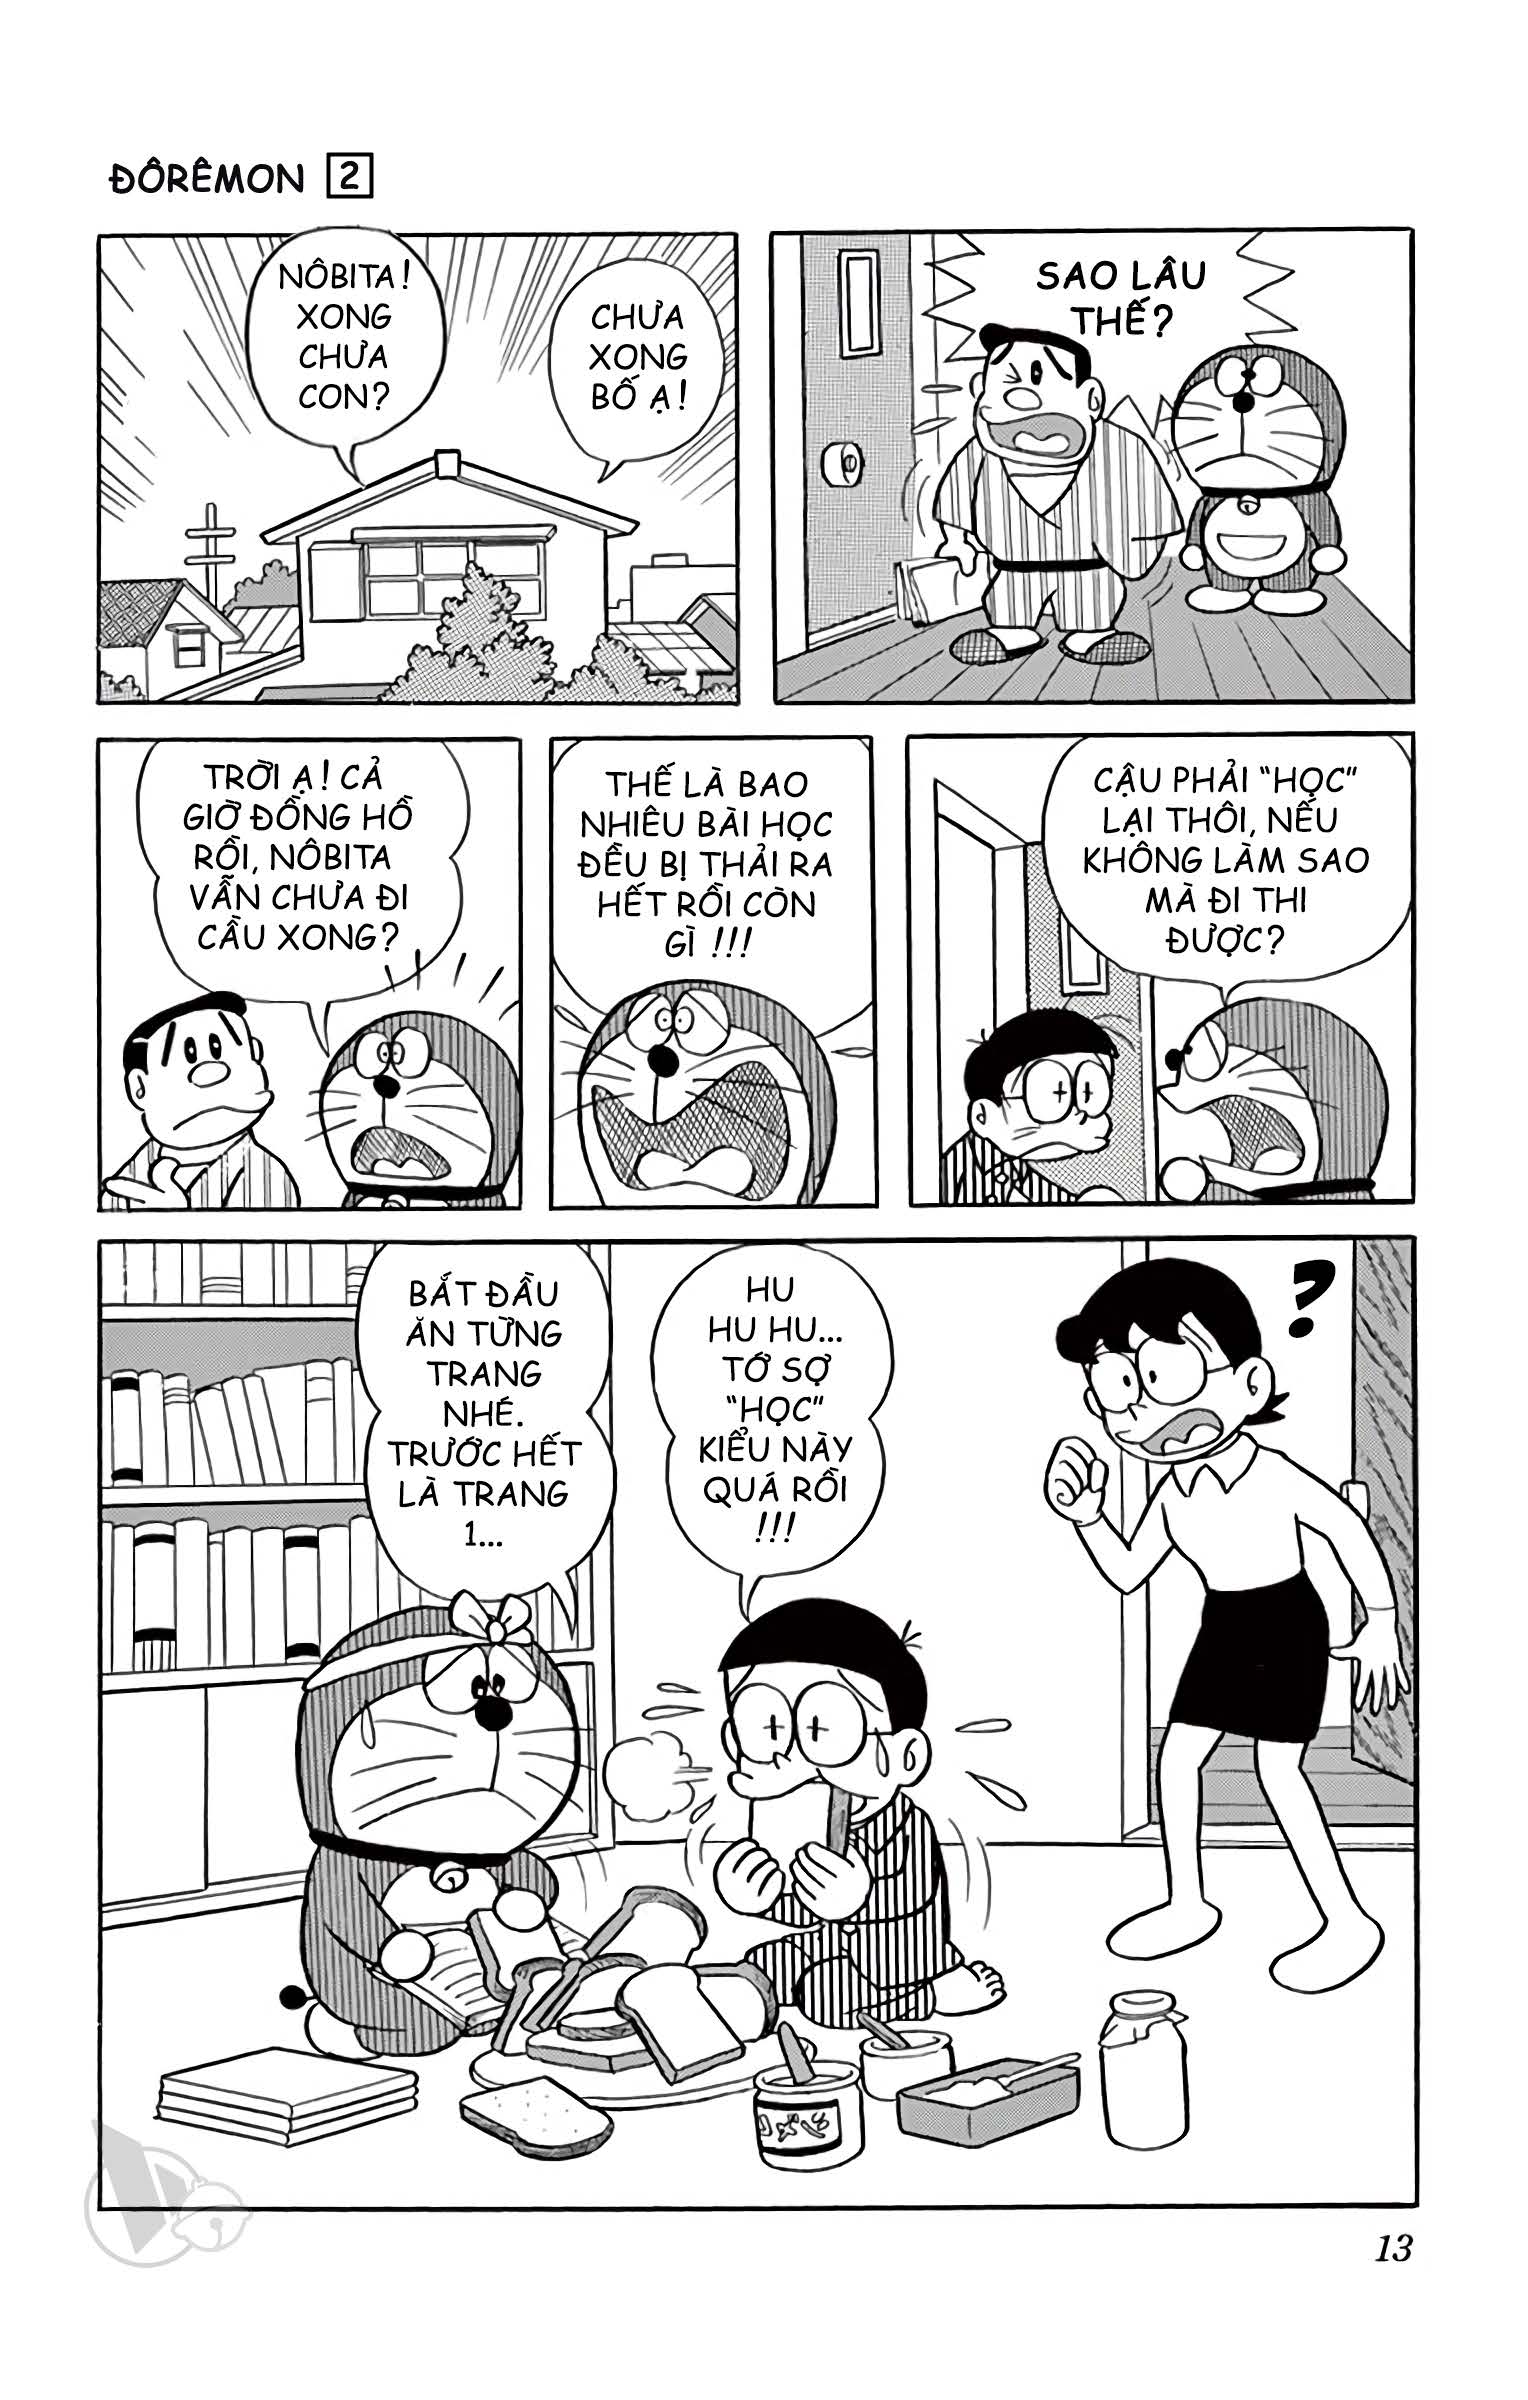 ĐÔRÊMON 2
NÔBITA!
XONG
CHƯA
CON?
CHƯA
XONG
BỐ Ạ!
SAO LÂU
THẾ?
TRỜI Ạ! CẢ
GIỜ ĐỒNG HỒ
RỒI, NÔBITA
VẪN CHƯA ĐI
CẦU XONG?
THẾ LÀ BAO
NHIÊU BÀI HỌC
ĐỀU BỊ THẢI RA
HẾT RỒI CÒN
GÌ !!!
CẬU PHẢI “HỌC”
LẠI THÔI, NẾU
KHÔNG LÀM SAO
MÀ ĐI THI
ĐƯỢC?
BẮT ĐẦU
ĂN TỪNG
TRANG
NHÉ.
TRƯỚC HẾT
LÀ TRANG
1...
HU
HU HU...
TỚ SỢ
“HỌC”
KIỂU NÀY
QUÁ RỒI
!!!
?
13